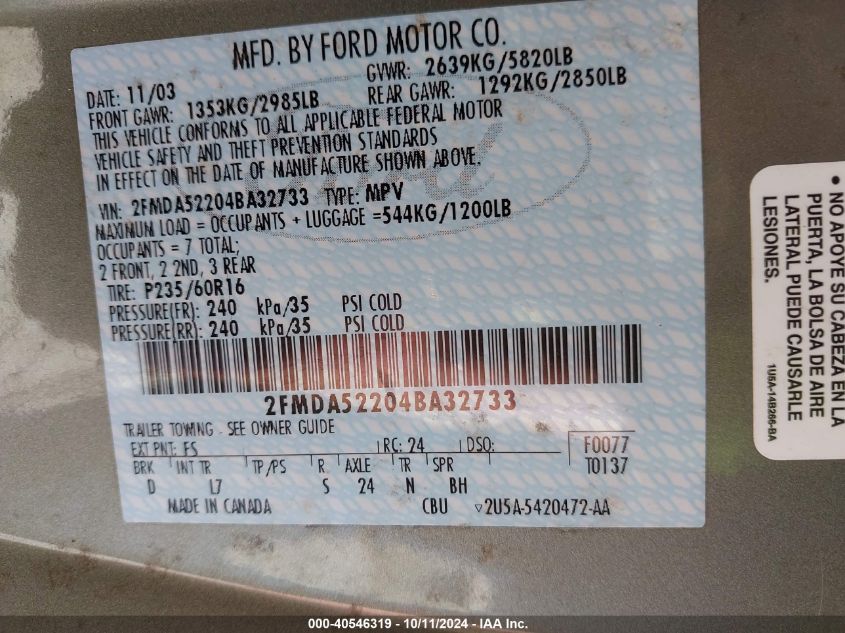 MFD. BY FORD MOTOR CO.
DATE: 11/03
GVWR: 2639KG/5820LB
FRONT GAWR: 1353KG/2985LB
REAR GAWR: 1292KG/2850LB
THIS VEHICLE CONFORMS TO ALL APPLICABLE FEDERAL MOTOR
VEHICLE SAFETY AND THEFT PREVENTION STANDARDS
IN EFFECT ON THE DATE OF MANUFACTURE SHOWN ABOVE.
VIN: 2FMDA52204BA32733 TYPE: MPV
MAXIMUM LOAD = OCCUPANTS + LUGGAGE =544KG/1200LB
OCCUPANTS = 7 TOTAL;
2 FRONT, 2 2ND, 3 REAR
TIRE: P235/60R16
PRESSURE(FR): 240 kPa/35 PSI COLD
PRESSURE(RR): 240 kPa/35 PSI COLD
2FMDA52204BA32733
TRAILER TOWING - SEE OWNER GUIDE
EXT PNT: FS RC: 24 DSO: F0077
T0137
BRK INT TR TP/PS R AXLE TR SPR
D L7 S 24 N BH
MADE IN CANADA CBU ▽2U5A-5420472-AA
• NO APOYE SU CABEZA EN LA
PUERTA, LA BOLSA DE AIRE
LATERAL PUEDE CAUSARLE
LESIONES.
1U5A-14B266-BA
000-40546319 - 10/11/2024 - IAA Inc.